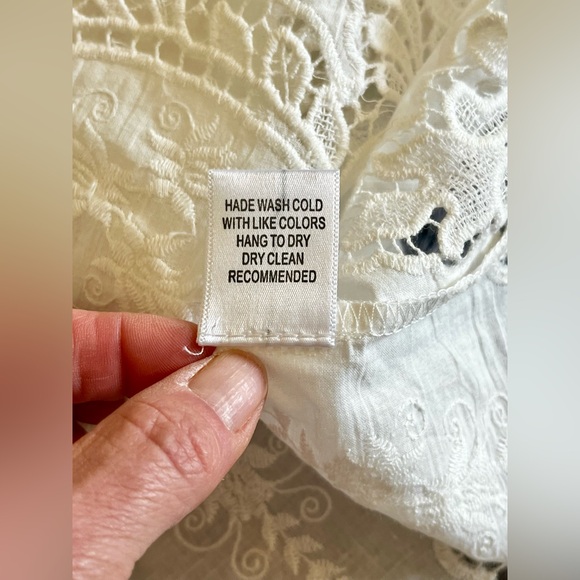 HADE WASH COLD
WITH LIKE COLORS
HANG TO DRY
DRY CLEAN
RECOMMENDED